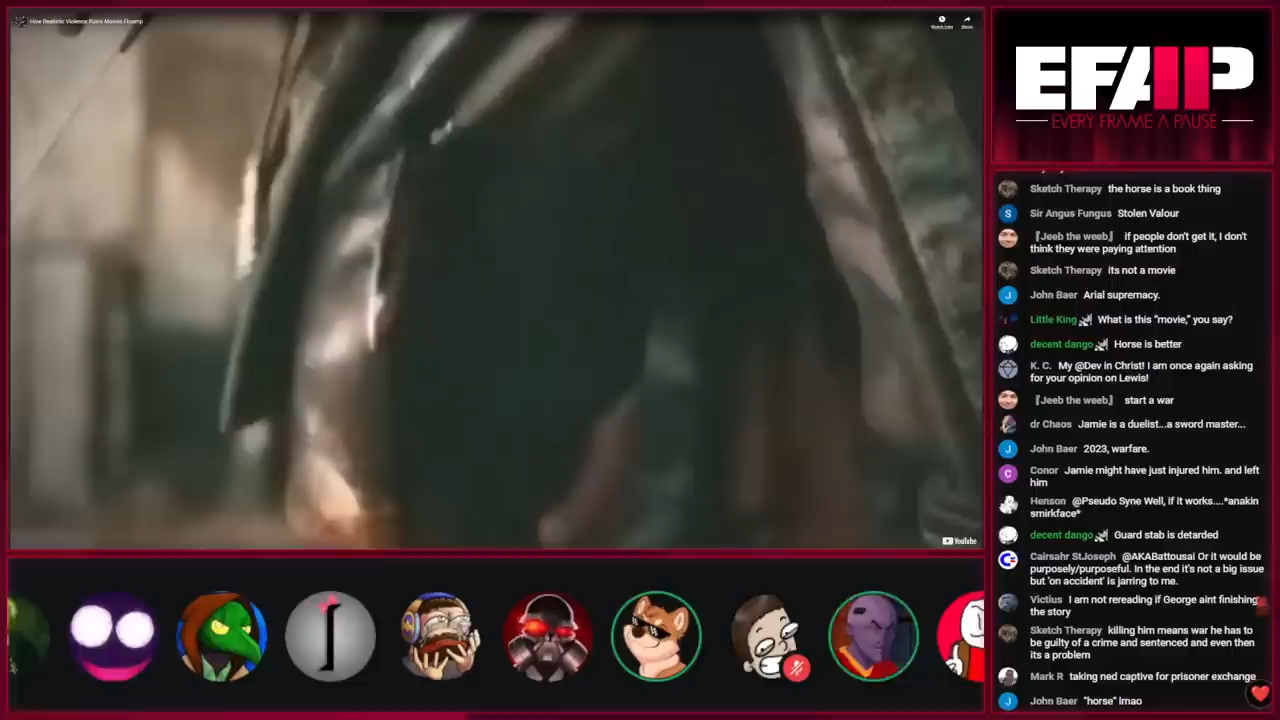 How Realistic Violence Ruins Movies Floomp
Watch later
Share
YouTube
EFAP
EVERY FRAME A PAUSE
Sketch Therapy the horse is a book thing
Sir Angus Fungus Stolen Valour
『Jeeb the weeb』 if people don't get it, I don't
think they were paying attention
Sketch Therapy its not a movie
John Baer Arial supremacy.
Little King What is this "movie," you say?
decent dango Horse is better
K. C. My @Dev in Christ! I am once again asking
for your opinion on Lewis!
『Jeeb the weeb』 start a war
dr Chaos Jamie is a duelist...a sword master...
John Baer 2023, warfare.
Conor Jamie might have just injured him. and left
him
Henson @Pseudo Syne Well, if it works....*anakin
smirkface*
decent dango Guard stab is detarded
Cairsahr StJoseph @AKABattousai Or it would be
purposely/purposeful. In the end it's not a big issue
but 'on accident' is jarring to me.
Victius I am not rereading if George aint finishing
the story
Sketch Therapy killing him means war he has to
be guilty of a crime and sentenced and even then
its a problem
Mark R taking ned captive for prisoner exchange
John Baer "horse" lmao